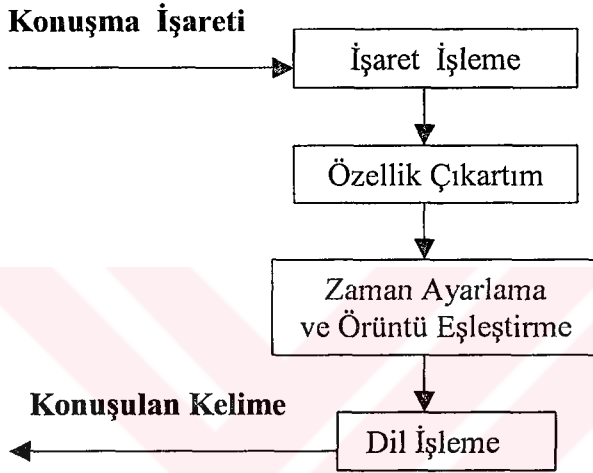 Konuşma İşareti
İşaret İşleme
Özellik Çıkartım
Zaman Ayarlama
ve Örüntü Eşleştirme
Konuşulan Kelime
Dil İşleme